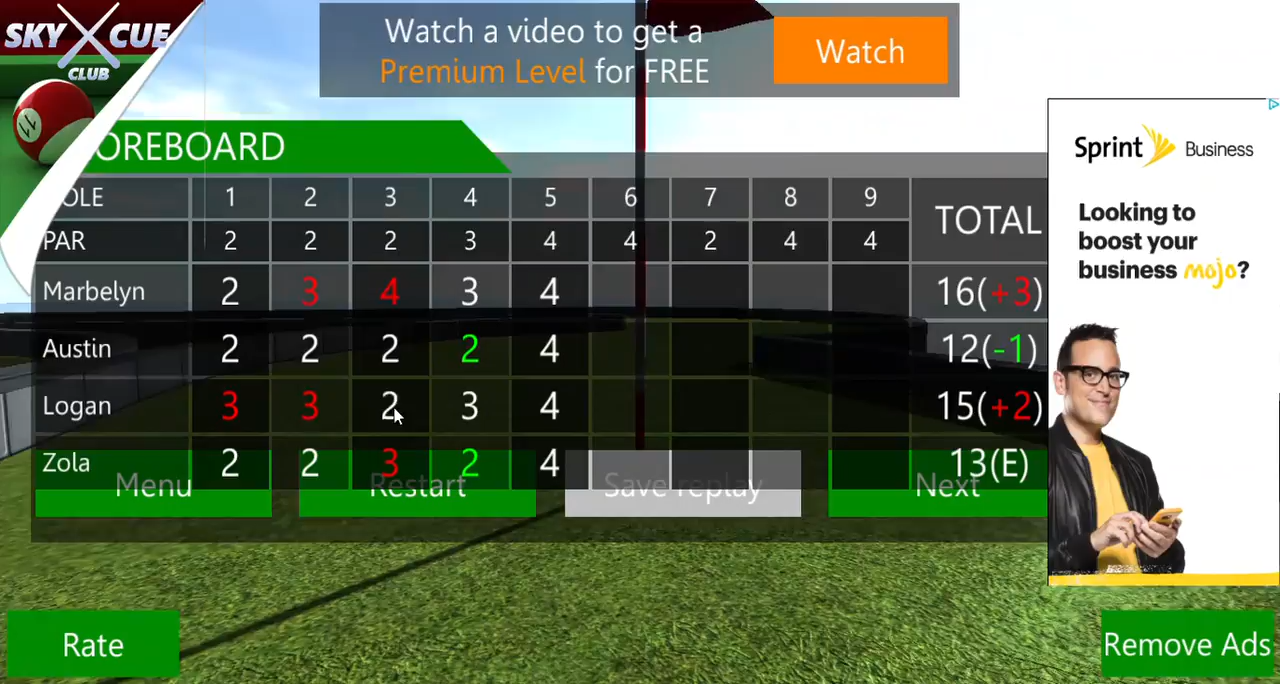 SKY X CUE
CLUB
Watch a video to get a
Premium Level for FREE
Watch
OREBOARD
OLE 1 2 3 4 5 6 7 8 9 TOTAL
PAR 2 2 2 3 4 4 2 4 4
Marbelyn 2 3 4 3 4 16(+3)
Austin 2 2 2 2 4 12(-1)
Logan 3 3 2 3 4 15(+2)
Zola 2 2 3 2 4 13(E)
Menu Restart Save replay Next
Sprint Business
Looking to
boost your
business mojo?
Rate
Remove Ads